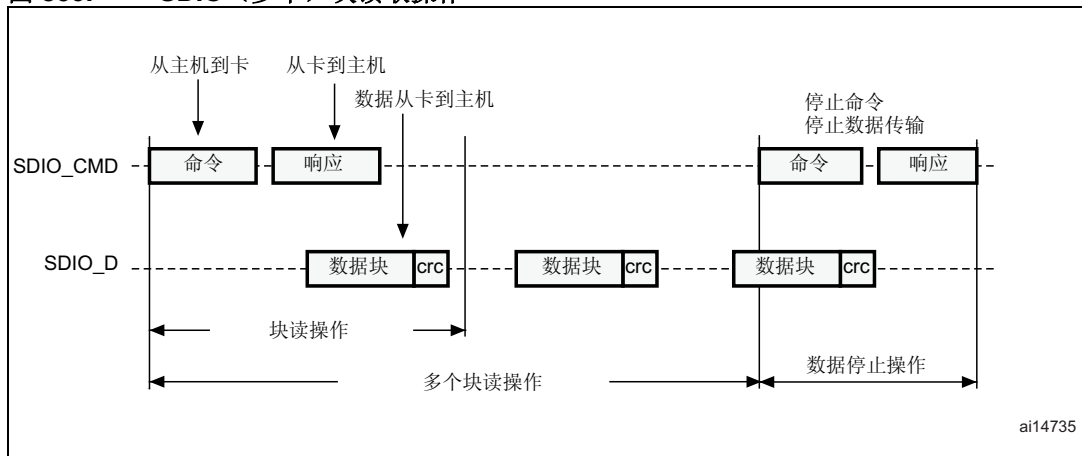 从主机到卡
从卡到主机
数据从卡到主机
停止命令
停止数据传输
SDIO_CMD
命令
响应
命令
响应
SDIO_D
数据块
crc
数据块
crc
数据块
crc
块读操作
多个块读操作
数据停止操作
ai14735